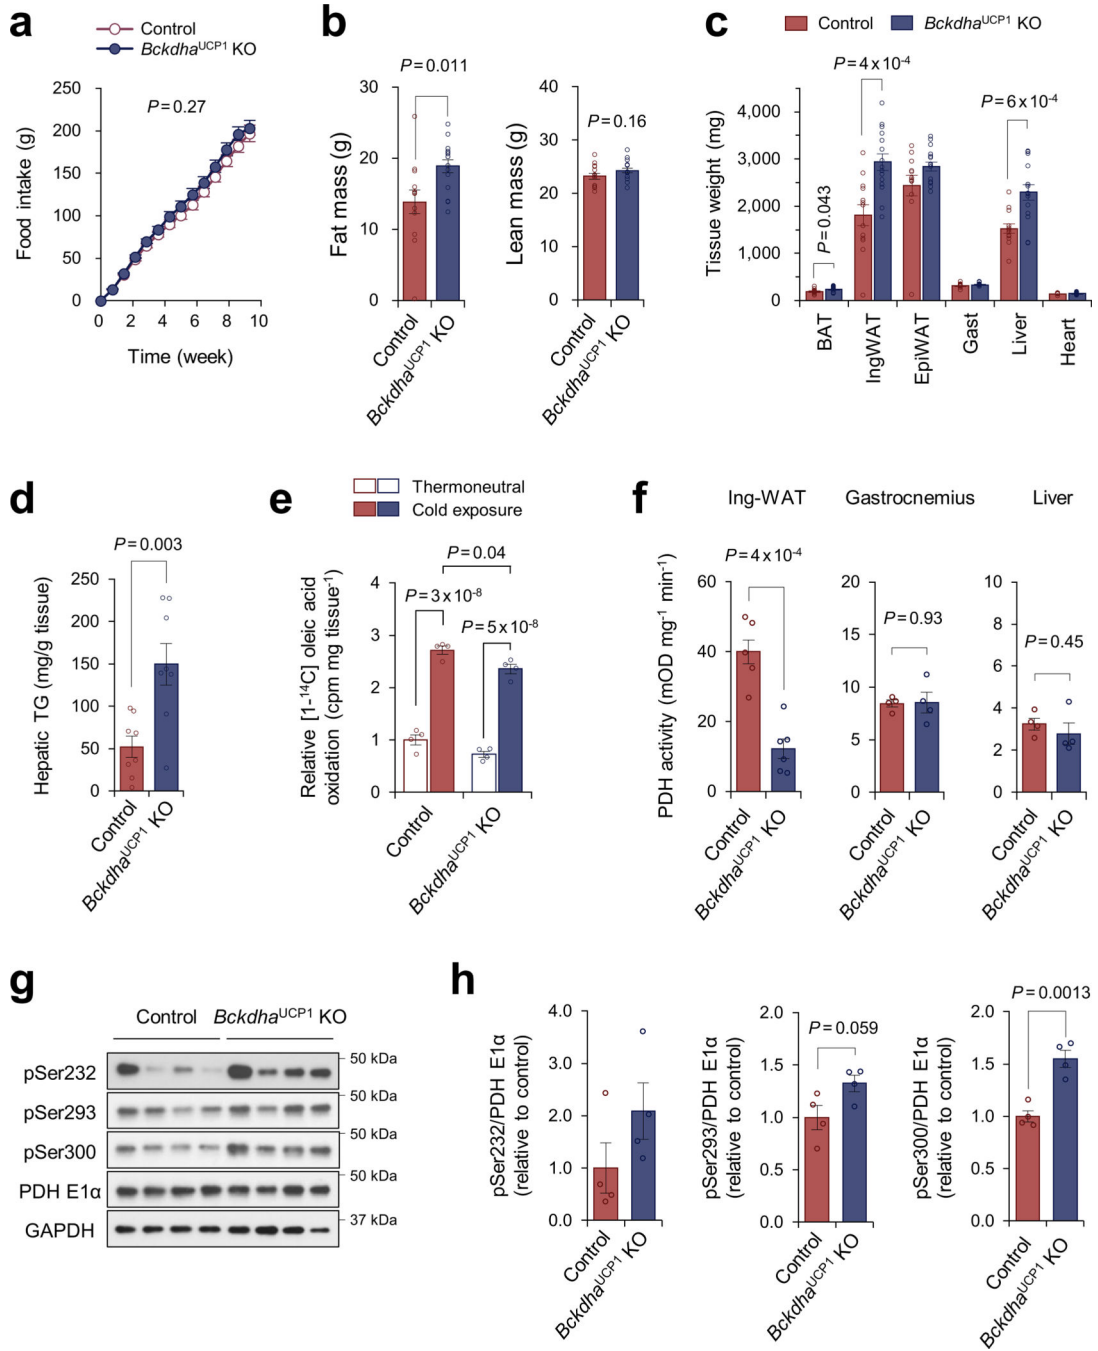 a
Control
Bckdha^UCP1 KO
250
200
150
100
50
0
P = 0.27
Food intake (g)
0 2 4 6 8 10
Time (week)
b
P = 0.011
30
20
10
0
Fat mass (g)
Control
Bckdha^UCP1 KO
40
30
20
10
0
P = 0.16
Lean mass (g)
Control
Bckdha^UCP1 KO
c
Control
Bckdha^UCP1 KO
P = 4 x 10^-4
P = 6 x 10^-4
P = 0.043
4,000
3,000
2,000
1,000
0
Tissue weight (mg)
BAT
IngWAT
EpiWAT
Gast
Liver
Heart
d
P = 0.003
250
200
150
100
50
0
Hepatic TG (mg/g tissue)
Control
Bckdha^UCP1 KO
e
Thermoneutral
Cold exposure
P = 0.04
P = 3 x 10^-8
P = 5 x 10^-8
4
3
2
1
0
Relative [1-^14C] oleic acid
oxidation (cpm mg tissue^-1)
Control
Bckdha^UCP1 KO
f
Ing-WAT
Gastrocnemius
Liver
P = 4 x 10^-4
60
40
20
0
PDH activity (mOD mg^-1 min^-1)
Control
Bckdha^UCP1 KO
20
15
10
5
0
P = 0.93
Control
Bckdha^UCP1 KO
10
8
6
4
2
0
P = 0.45
Control
Bckdha^UCP1 KO
g
Control Bckdha^UCP1 KO
pSer232
50 kDa
pSer293
50 kDa
pSer300
50 kDa
PDH E1α
50 kDa
GAPDH
37 kDa
h
4.0
3.0
2.0
1.0
0.0
pSer232/PDH E1α
(relative to control)
Control
Bckdha^UCP1 KO
P = 0.059
2.0
1.5
1.0
0.5
0.0
pSer293/PDH E1α
(relative to control)
Control
Bckdha^UCP1 KO
P = 0.0013
2.0
1.5
1.0
0.5
0.0
pSer300/PDH E1α
(relative to control)
Control
Bckdha^UCP1 KO